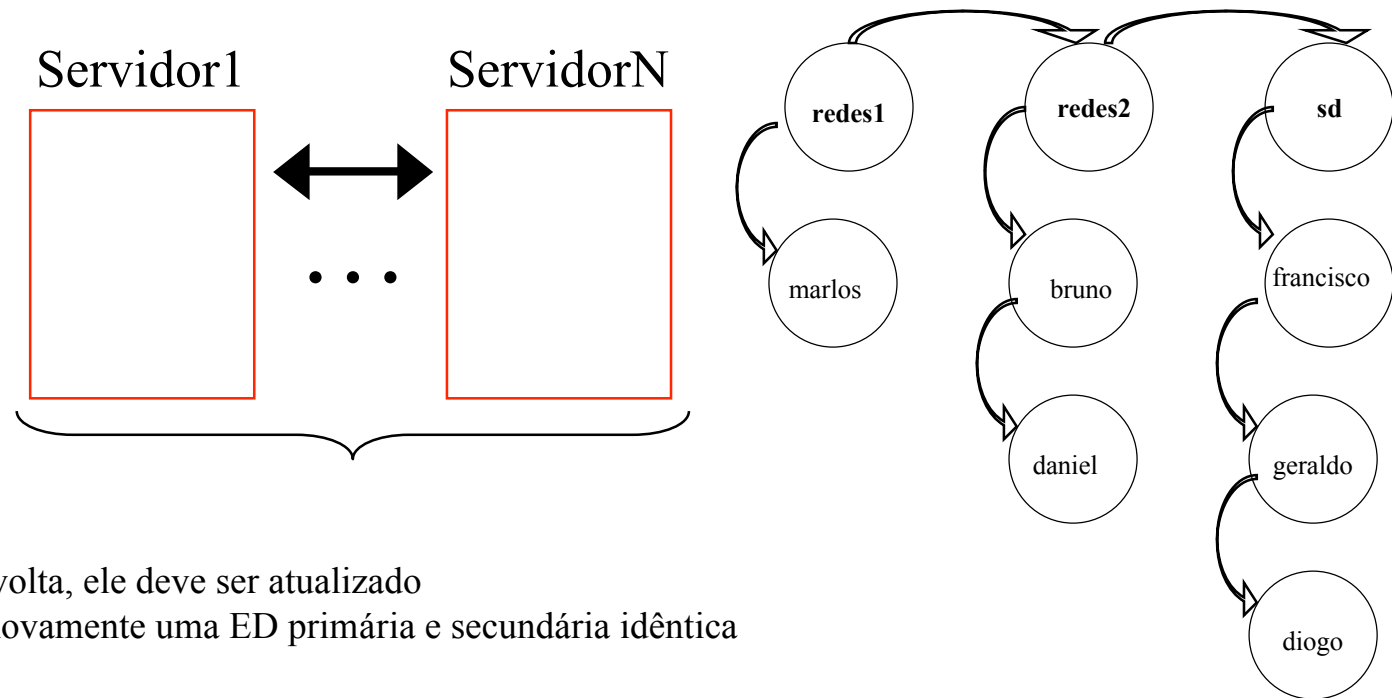 Servidor1
ServidorN
redes1
redes2
sd
marlos
bruno
francisco
daniel
geraldo
diogo
volta, ele deve ser atualizado
novamente uma ED primária e secundária idêntica